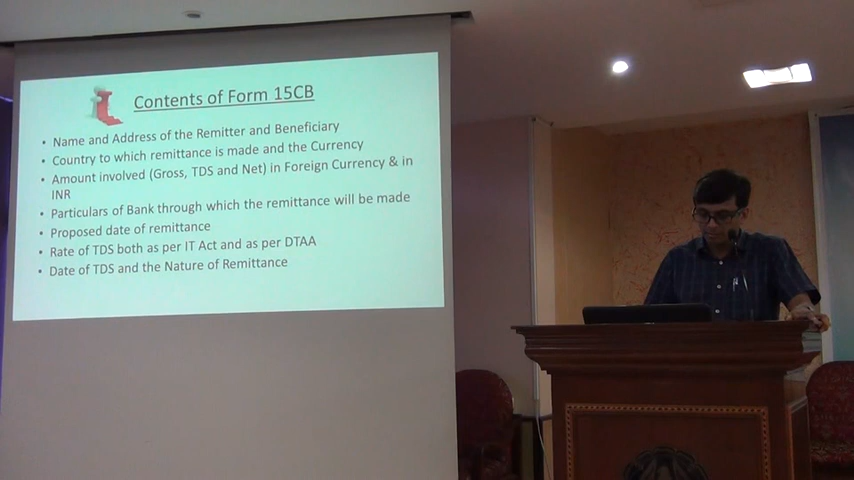 Contents of Form 15CB
• Name and Address of the Remitter and Beneficiary
• Country to which remittance is made and the Currency
• Amount involved (Gross, TDS and Net) in Foreign Currency & in
INR
• Particulars of Bank through which the remittance will be made
• Proposed date of remittance
• Rate of TDS both as per IT Act and as per DTAA
• Date of TDS and the Nature of Remittance